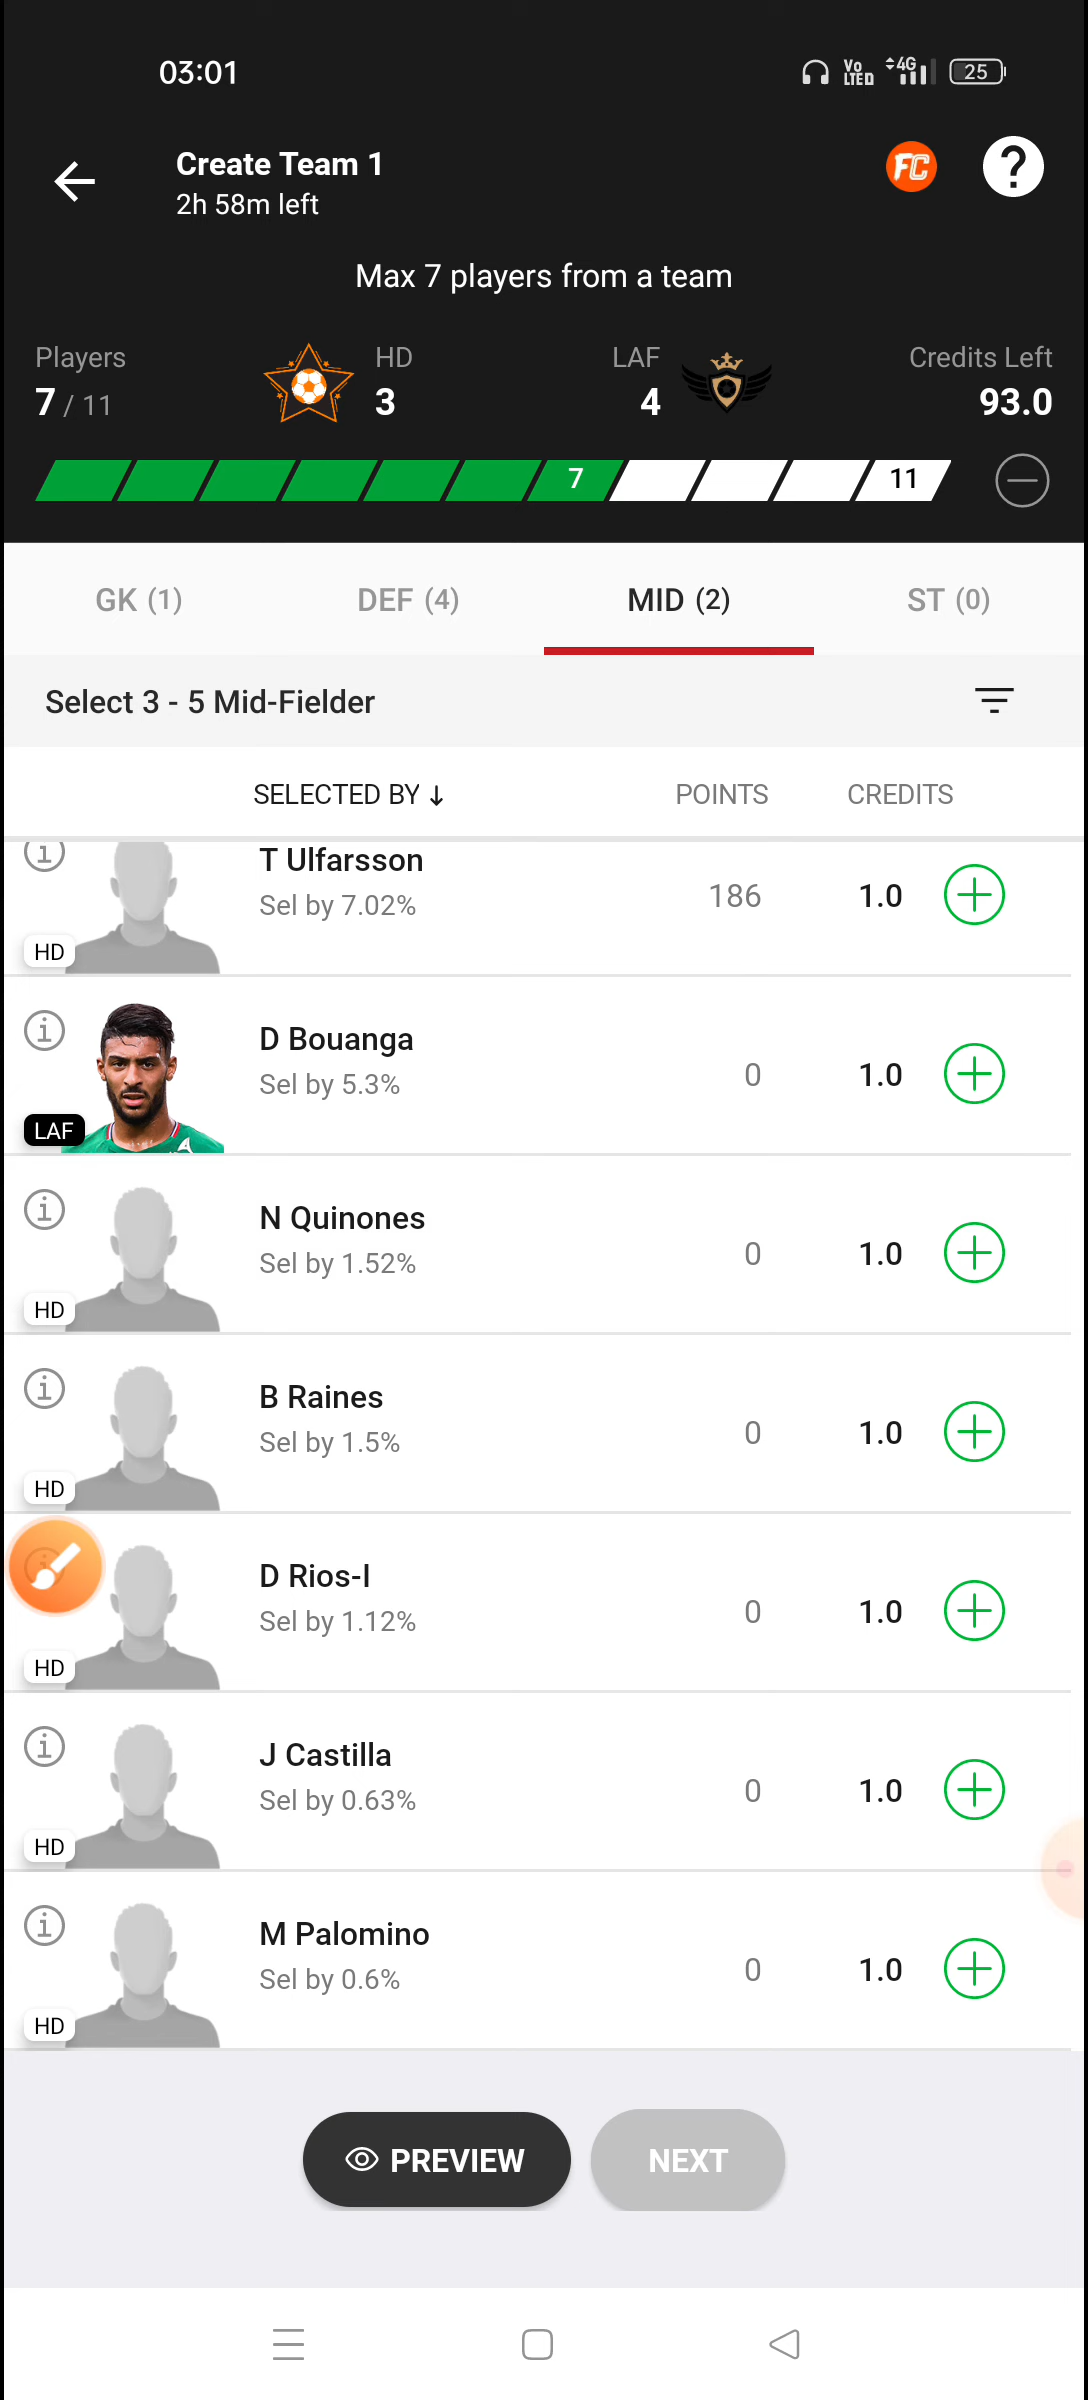 03:01
Vo LTED 4G 25
Create Team 1
2h 58m left
FC
?
Max 7 players from a team
Players HD LAF Credits Left
7 / 11 3 4 93.0
7 11
GK (1) DEF (4) MID (2) ST (0)
Select 3 - 5 Mid-Fielder
SELECTED BY ↓ POINTS CREDITS
T Ulfarsson
Sel by 7.02% 186 1.0
HD
D Bouanga
Sel by 5.3% 0 1.0
LAF
N Quinones
Sel by 1.52% 0 1.0
HD
B Raines
Sel by 1.5% 0 1.0
HD
D Rios-I
Sel by 1.12% 0 1.0
HD
J Castilla
Sel by 0.63% 0 1.0
HD
M Palomino
Sel by 0.6% 0 1.0
HD
PREVIEW NEXT